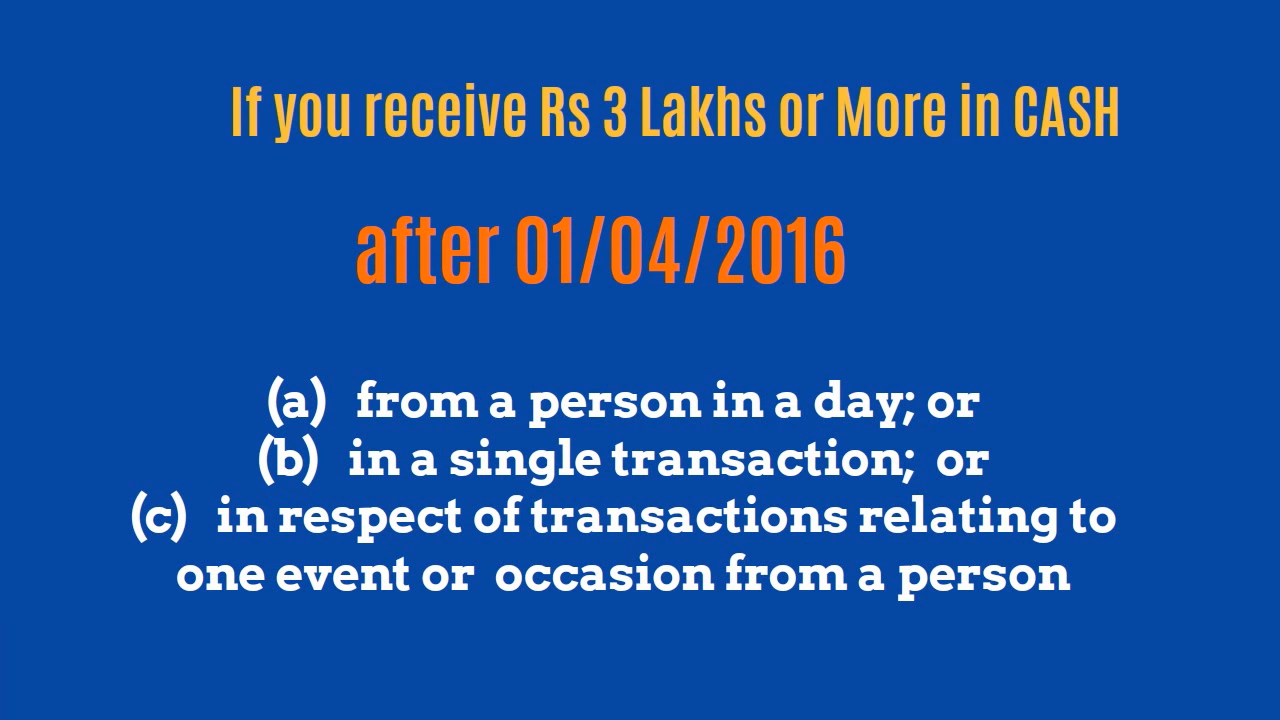 If you receive Rs 3 Lakhs or More in CASH
after 01/04/2016
(a) from a person in a day; or
(b) in a single transaction; or
(c) in respect of transactions relating to
one event or occasion from a person